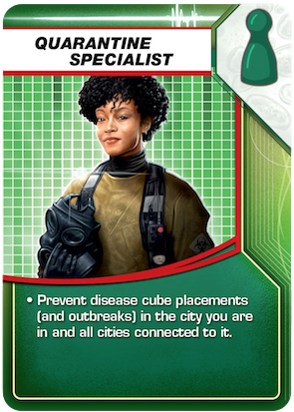 QUARANTINE
SPECIALIST
• Prevent disease cube placements
(and outbreaks) in the city you are
in and all cities connected to it.